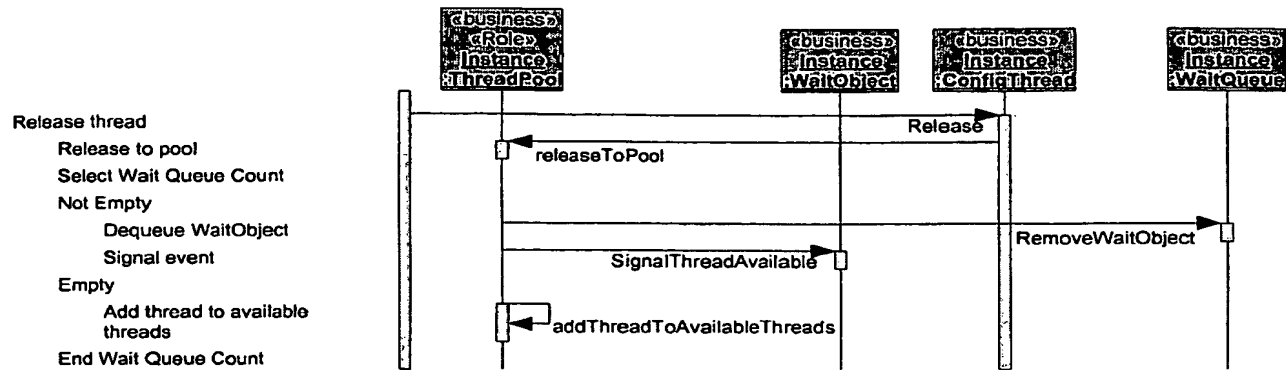 «business»
«Role»
Instance
:ThreadPool
«business»
Instance
:WaitObject
«business»
Instance
:ConfigThread
«business»
Instance
:WaitQueue
Release thread
Release
Release to pool
releaseToPool
Select Wait Queue Count
Not Empty
Dequeue WaitObject
RemoveWaitObject
Signal event
SignalThreadAvailable
Empty
Add thread to available
threads
addThreadToAvailableThreads
End Wait Queue Count